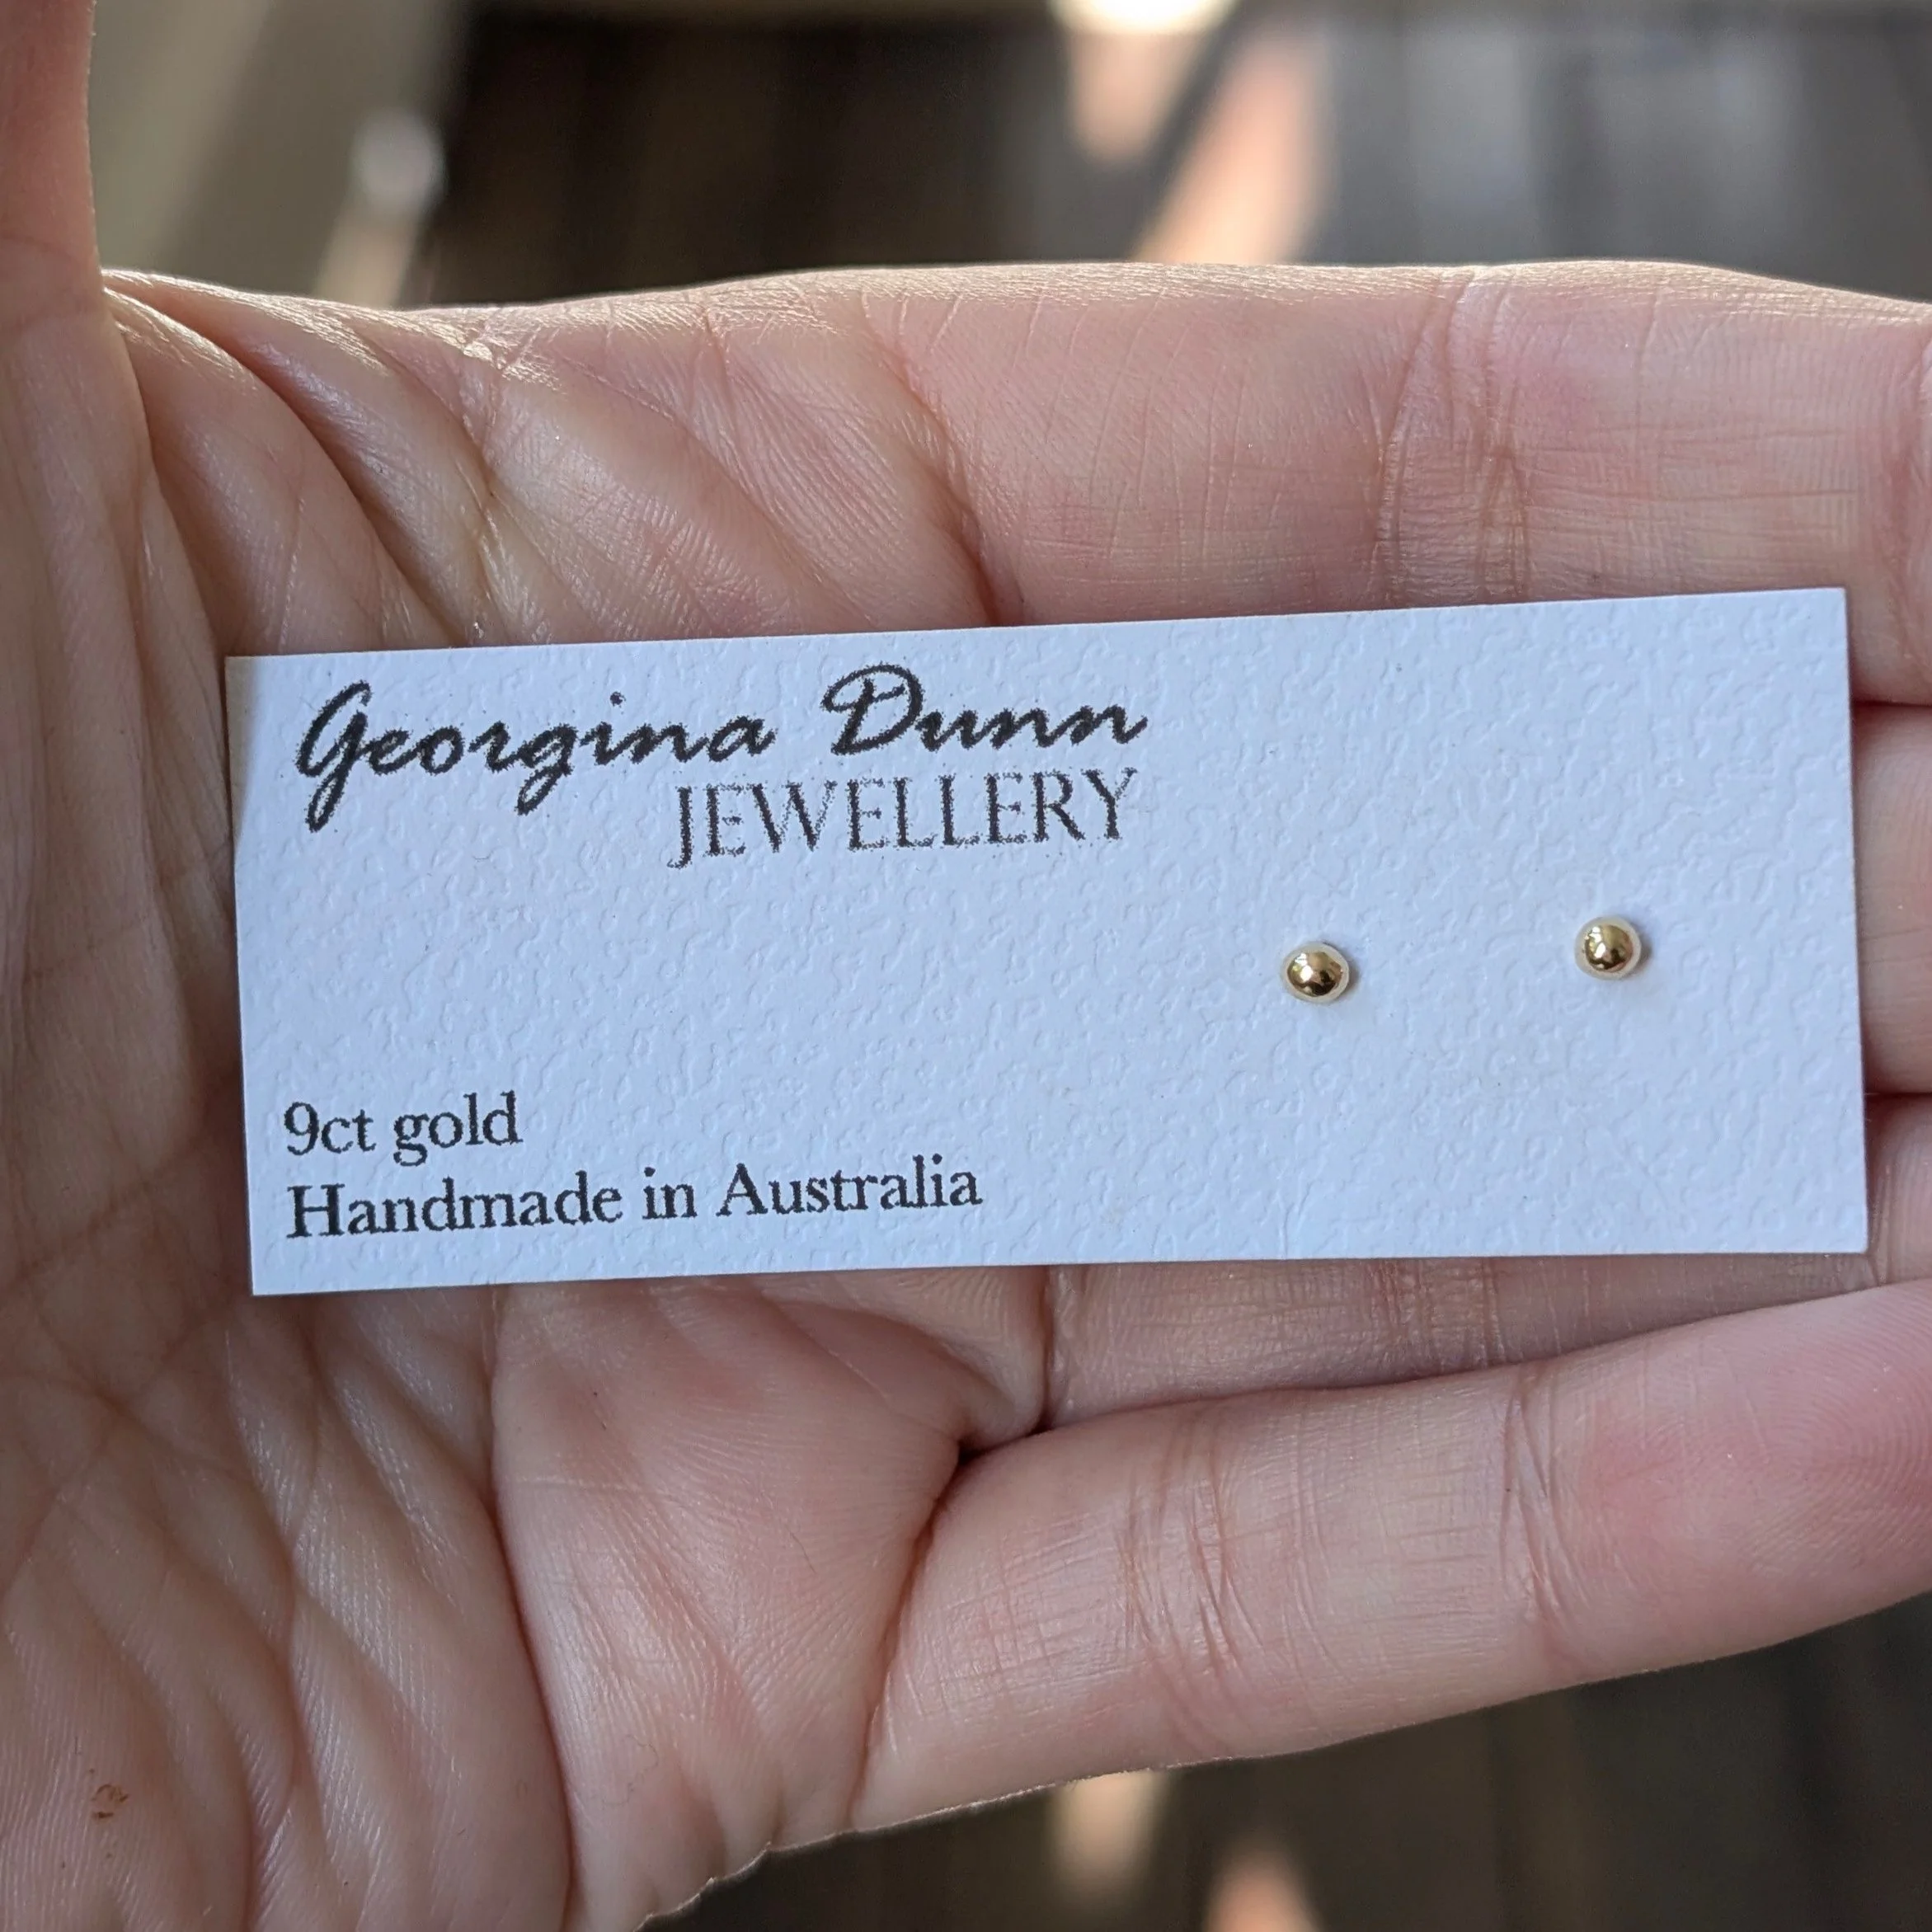 Georgina Dunn
JEWELLERY
9ct gold
Handmade in Australia